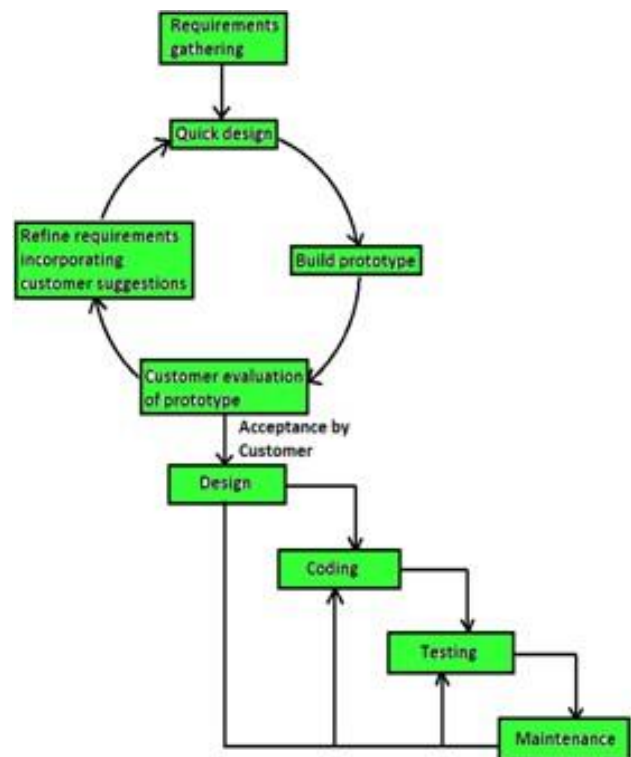 Requirements
gathering
Quick design
Refine requirements
incorporating
customer suggestions
Build prototype
Customer evaluation
of prototype
Acceptance by
Customer
Design
Coding
Testing
Maintenance